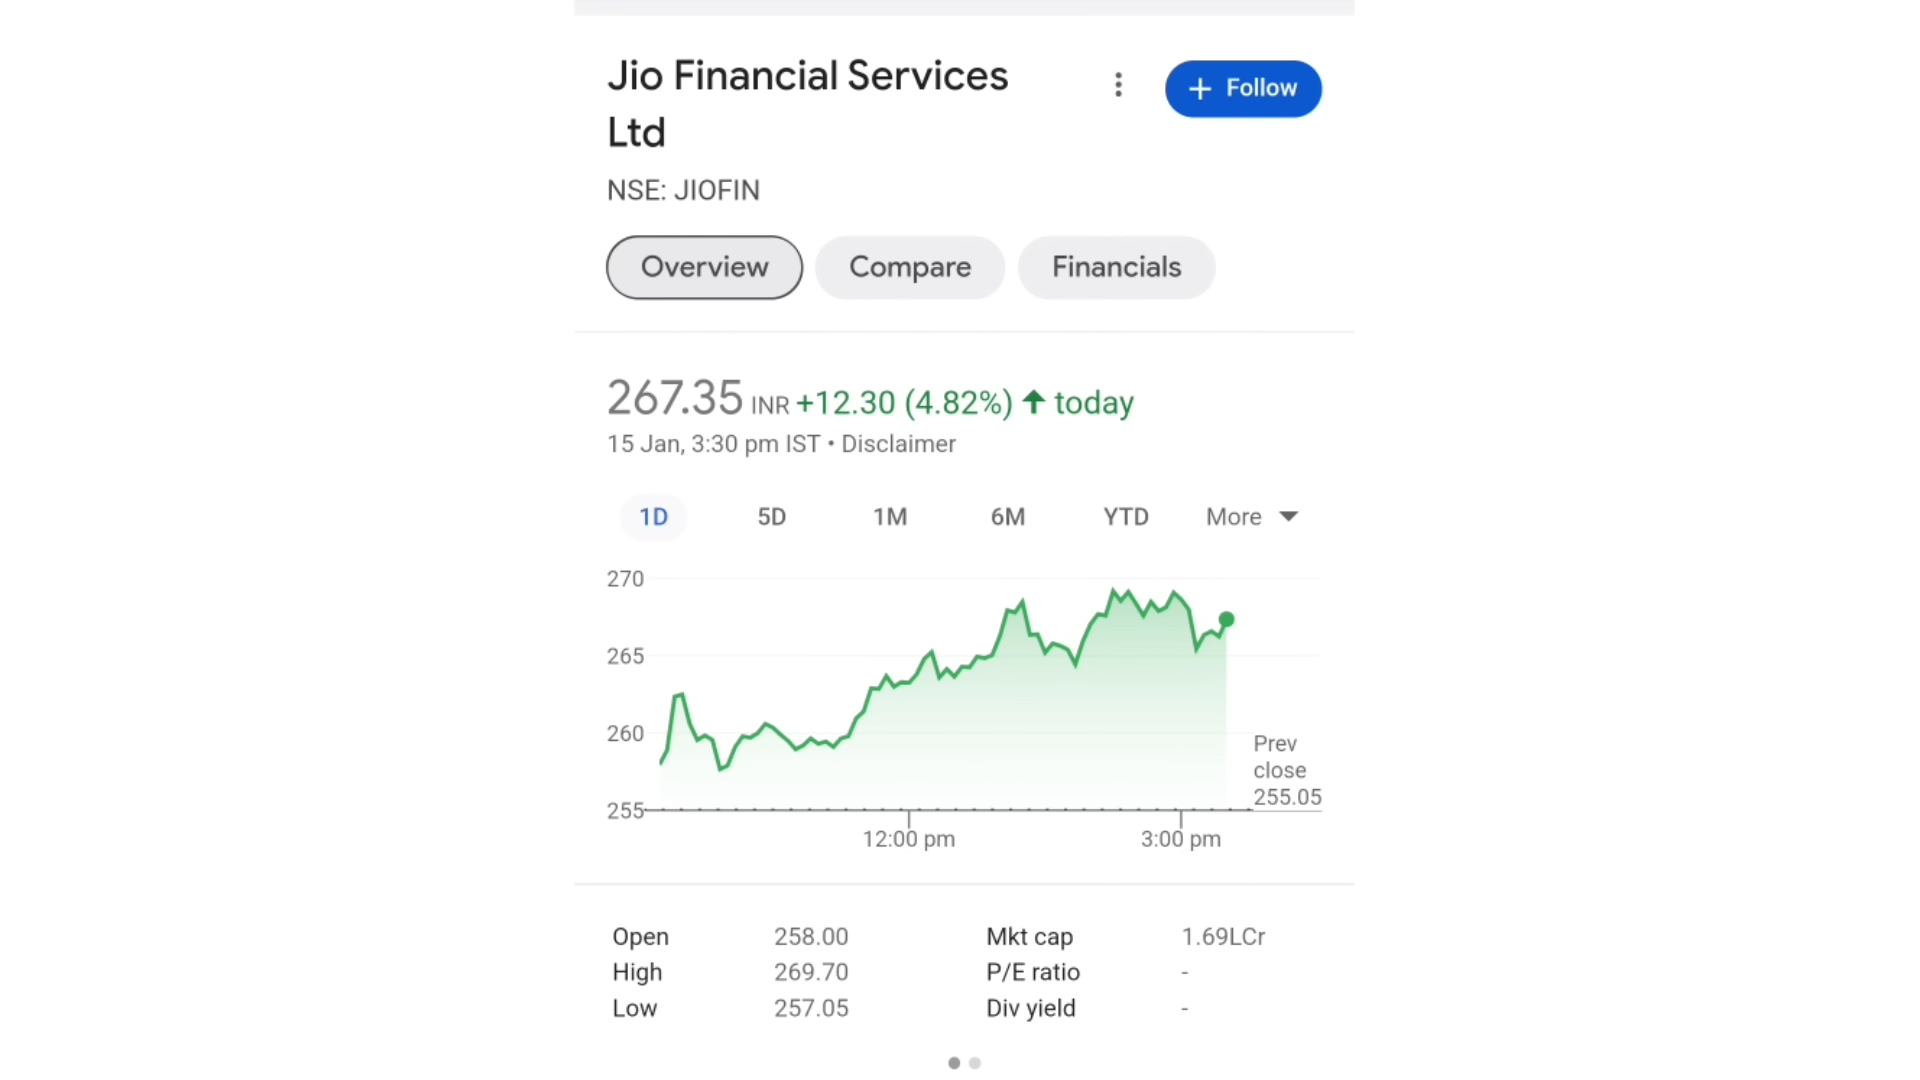 Jio Financial Services
Ltd
+ Follow
NSE: JIOFIN
Overview Compare Financials
267.35 INR +12.30 (4.82%) ↑ today
15 Jan, 3:30 pm IST • Disclaimer
1D 5D 1M 6M YTD More
270
265
260
255
Prev
close
255.05
12:00 pm 3:00 pm
Open 258.00 Mkt cap 1.69LCr
High 269.70 P/E ratio -
Low 257.05 Div yield -